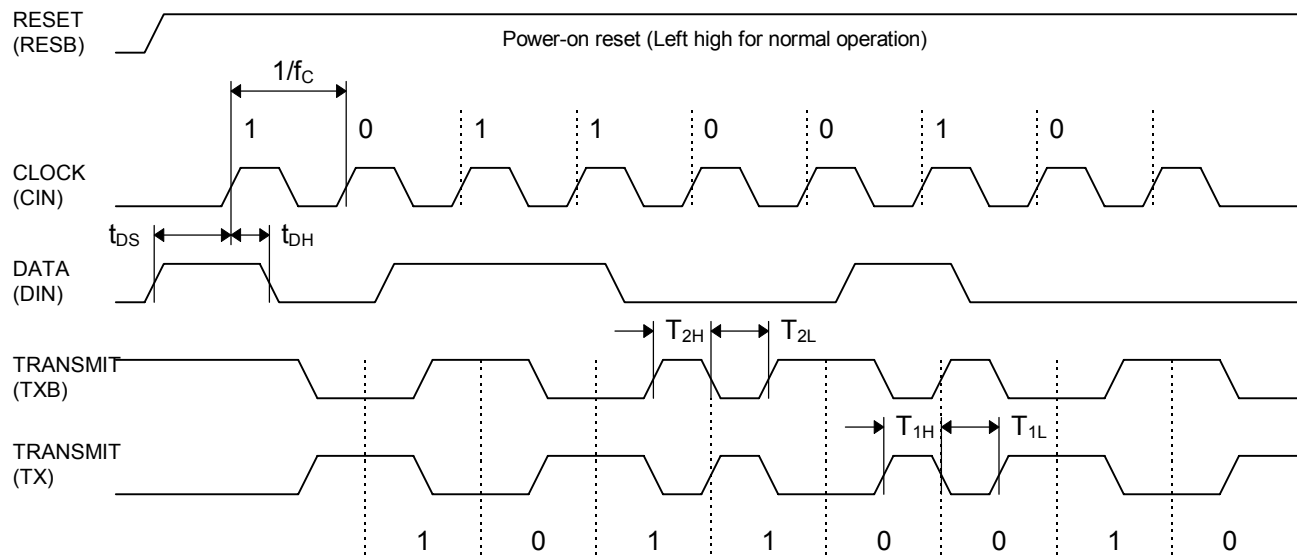 RESET
(RESB)
Power-on reset (Left high for normal operation)
1/fC
1 0 1 1 0 0 1 0
CLOCK
(CIN)
tDS
tDH
DATA
(DIN)
T2H
T2L
TRANSMIT
(TXB)
T1H
T1L
TRANSMIT
(TX)
1 0 1 1 0 0 1 0